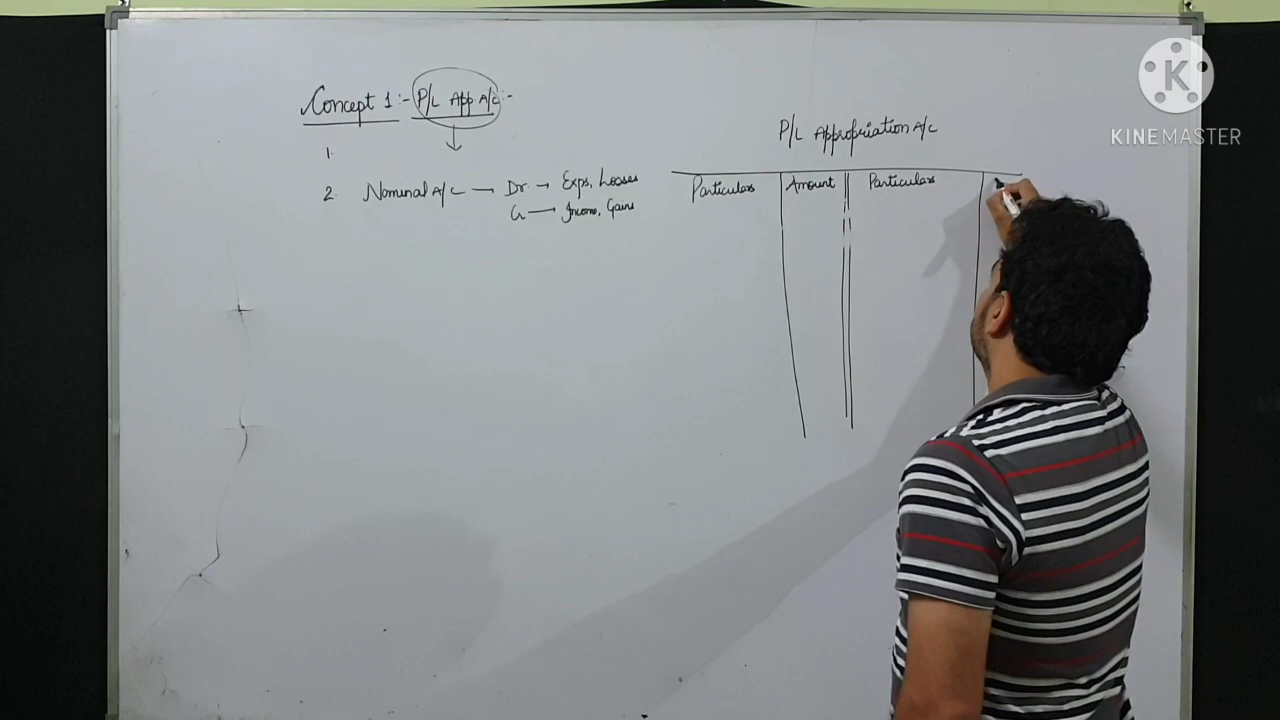 Concept 1:- P/L App A/c:-
1.
2. Nominal A/c → Dr → Exps, Losses
Cr → Income, Gains
P/L Appropriation A/c
Particulars Amount Particulars
K
KINEMASTER